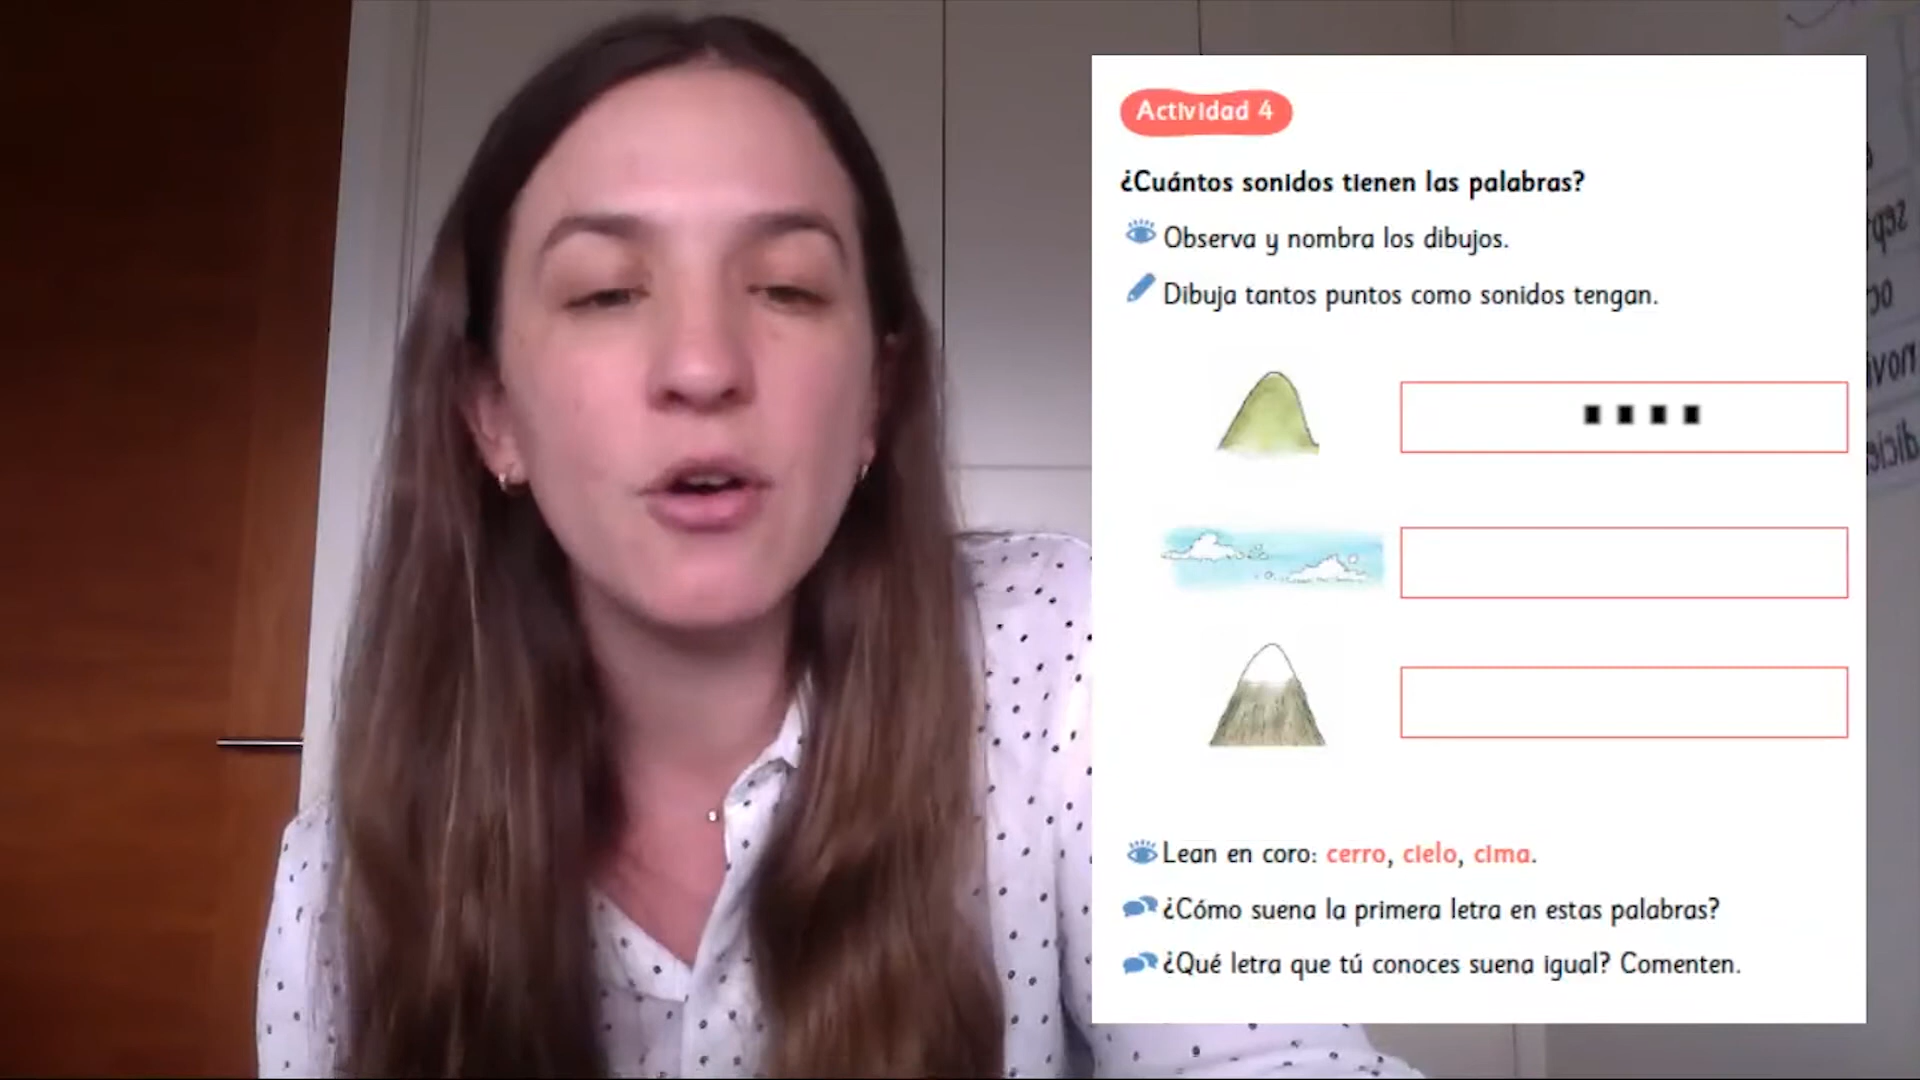 Actividad 4
¿Cuántos sonidos tienen las palabras?
Observa y nombra los dibujos.
Dibuja tantos puntos como sonidos tengan.
Lean en coro: cerro, cielo, cima.
¿Cómo suena la primera letra en estas palabras?
¿Qué letra que tú conoces suena igual? Comenten.